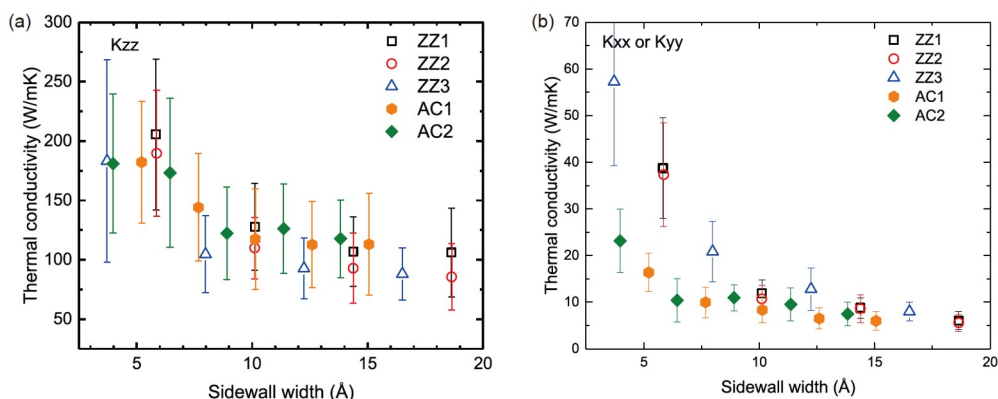 (a)
Kzz
ZZ1
ZZ2
ZZ3
AC1
AC2
Thermal conductivity (W/mK)
300
250
200
150
100
50
5
10
15
20
Sidewall width (Å)
(b)
Kxx or Kyy
ZZ1
ZZ2
ZZ3
AC1
AC2
Thermal conductivity (W/mK)
70
60
50
40
30
20
10
0
5
10
15
20
Sidewall width (Å)